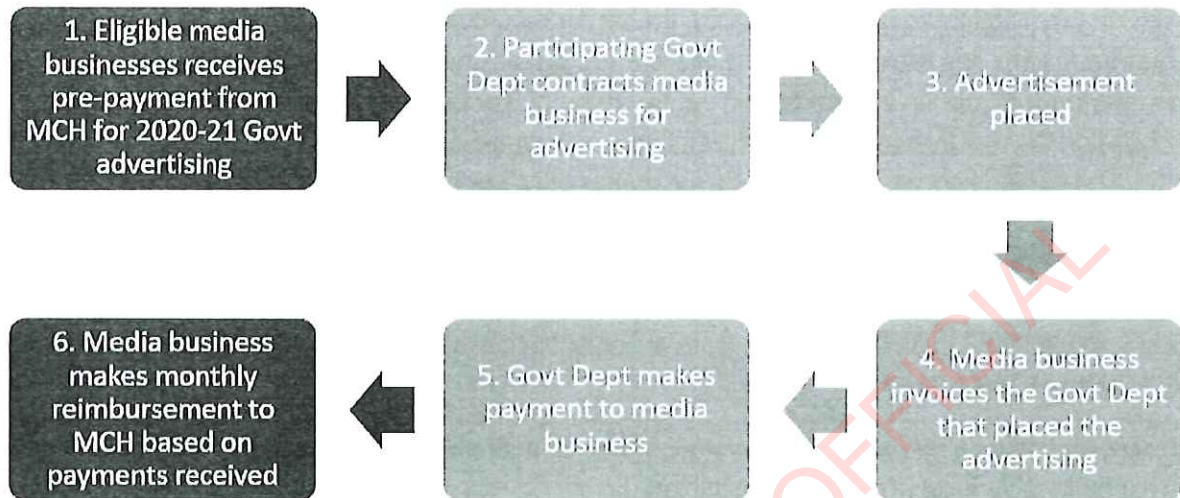 1. Eligible media
businesses receives
pre-payment from
MCH for 2020-21 Govt
advertising
2. Participating Govt
Dept contracts media
business for
advertising
3. Advertisement
placed
4. Media business
invoices the Govt Dept
that placed the
advertising
5. Govt Dept makes
payment to media
business
6. Media business
makes monthly
reimbursement to
MCH based on
payments received
OFFICIAL